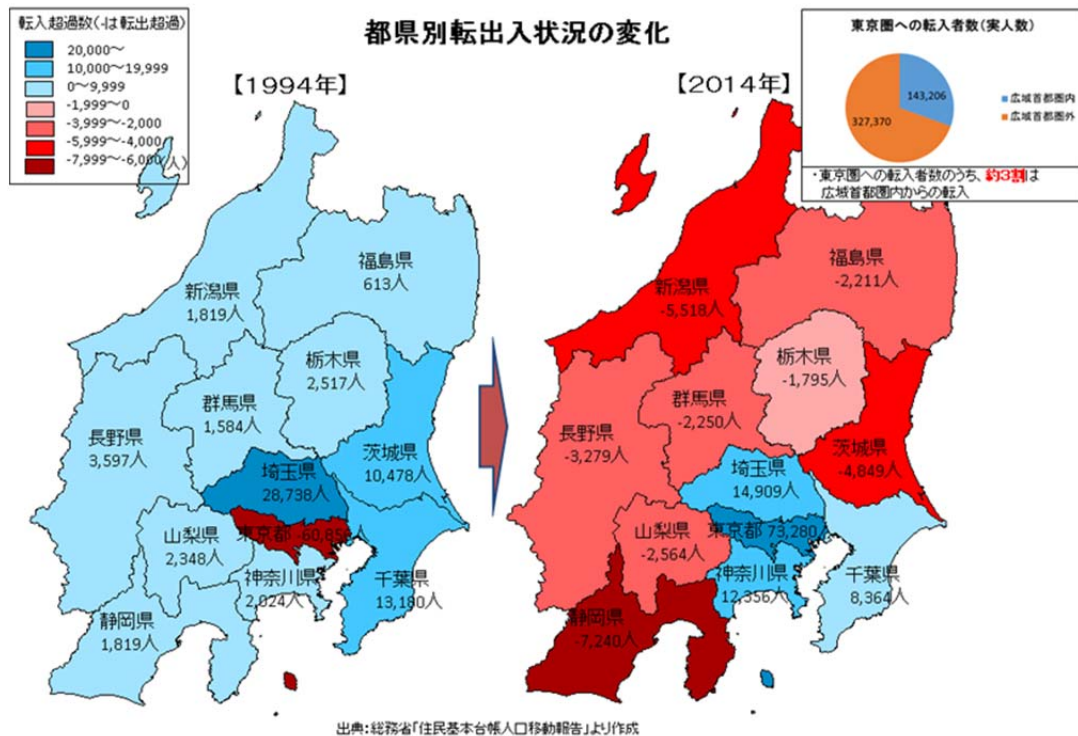 都県別転出入状況の変化
転入超過数(-は転出超過)
20,000～
10,000～19,999
0～9,999
-1,999～0
-3,999～-2,000
-5,999～-4,000
-7,999～-6,000(人)
【1994年】
福島県
613人
新潟県
1,819人
栃木県
2,517人
群馬県
1,584人
長野県
3,597人
茨城県
10,478人
埼玉県
28,738人
東京都
山梨県
2,348人
神奈川県
2,024人
千葉県
13,180人
静岡県
1,819人
【2014年】
東京圏への転入者数(実人数)
143,206
327,370
広域首都圏内
広域首都圏外
・東京圏への転入者数のうち、約3割は
広域首都圏内からの転入
福島県
-2,211人
新潟県
-5,518人
栃木県
-1,795人
群馬県
-2,250人
長野県
-3,279人
茨城県
-4,849人
埼玉県
14,909人
東京都 73,280人
山梨県
-2,564人
神奈川県
12,356人
千葉県
8,364人
静岡県
-7,240人
出典:総務省「住民基本台帳人口移動報告」より作成